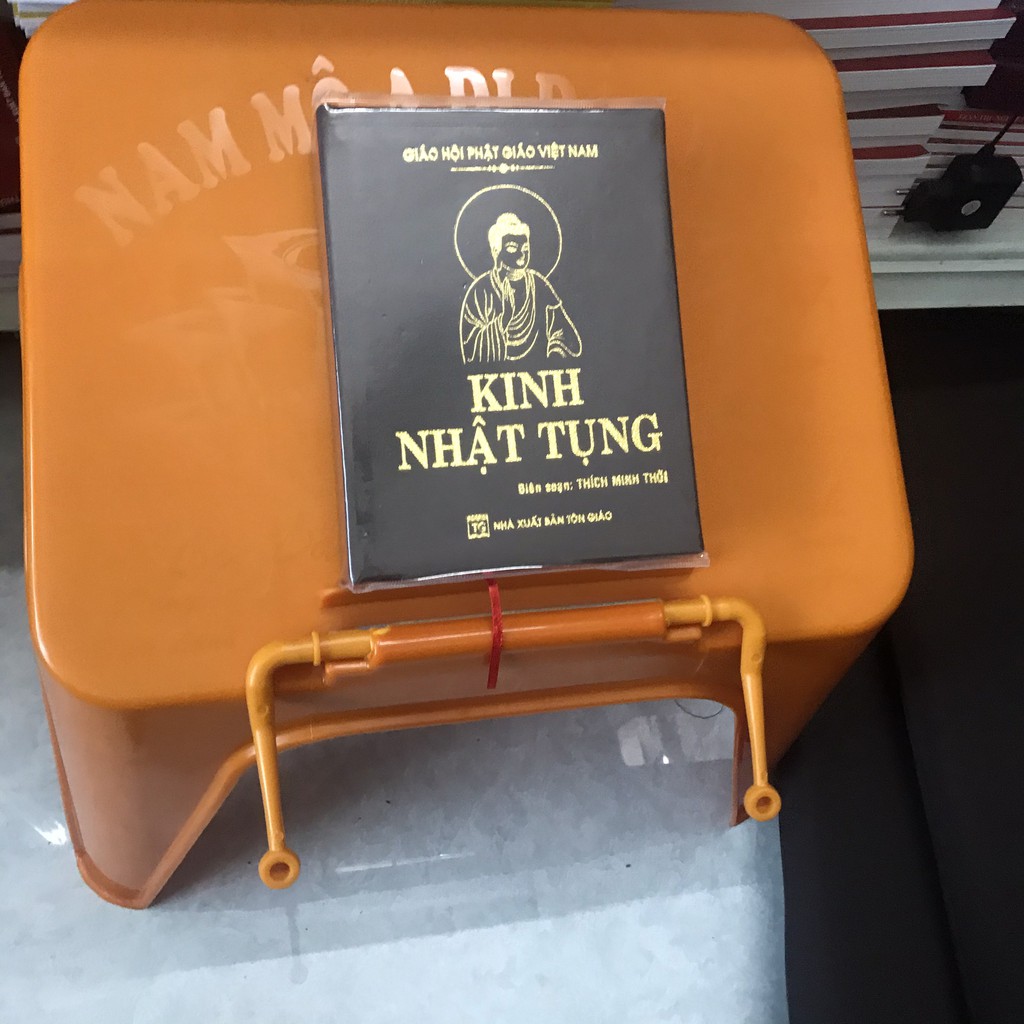 NAM MÔ A DI Đ
GIÁO HỘI PHẬT GIÁO VIỆT NAM
KINH
NHẬT TỤNG
Biên soạn: THÍCH MINH THỜI
TG NHÀ XUẤT BẢN TÔN GIÁO